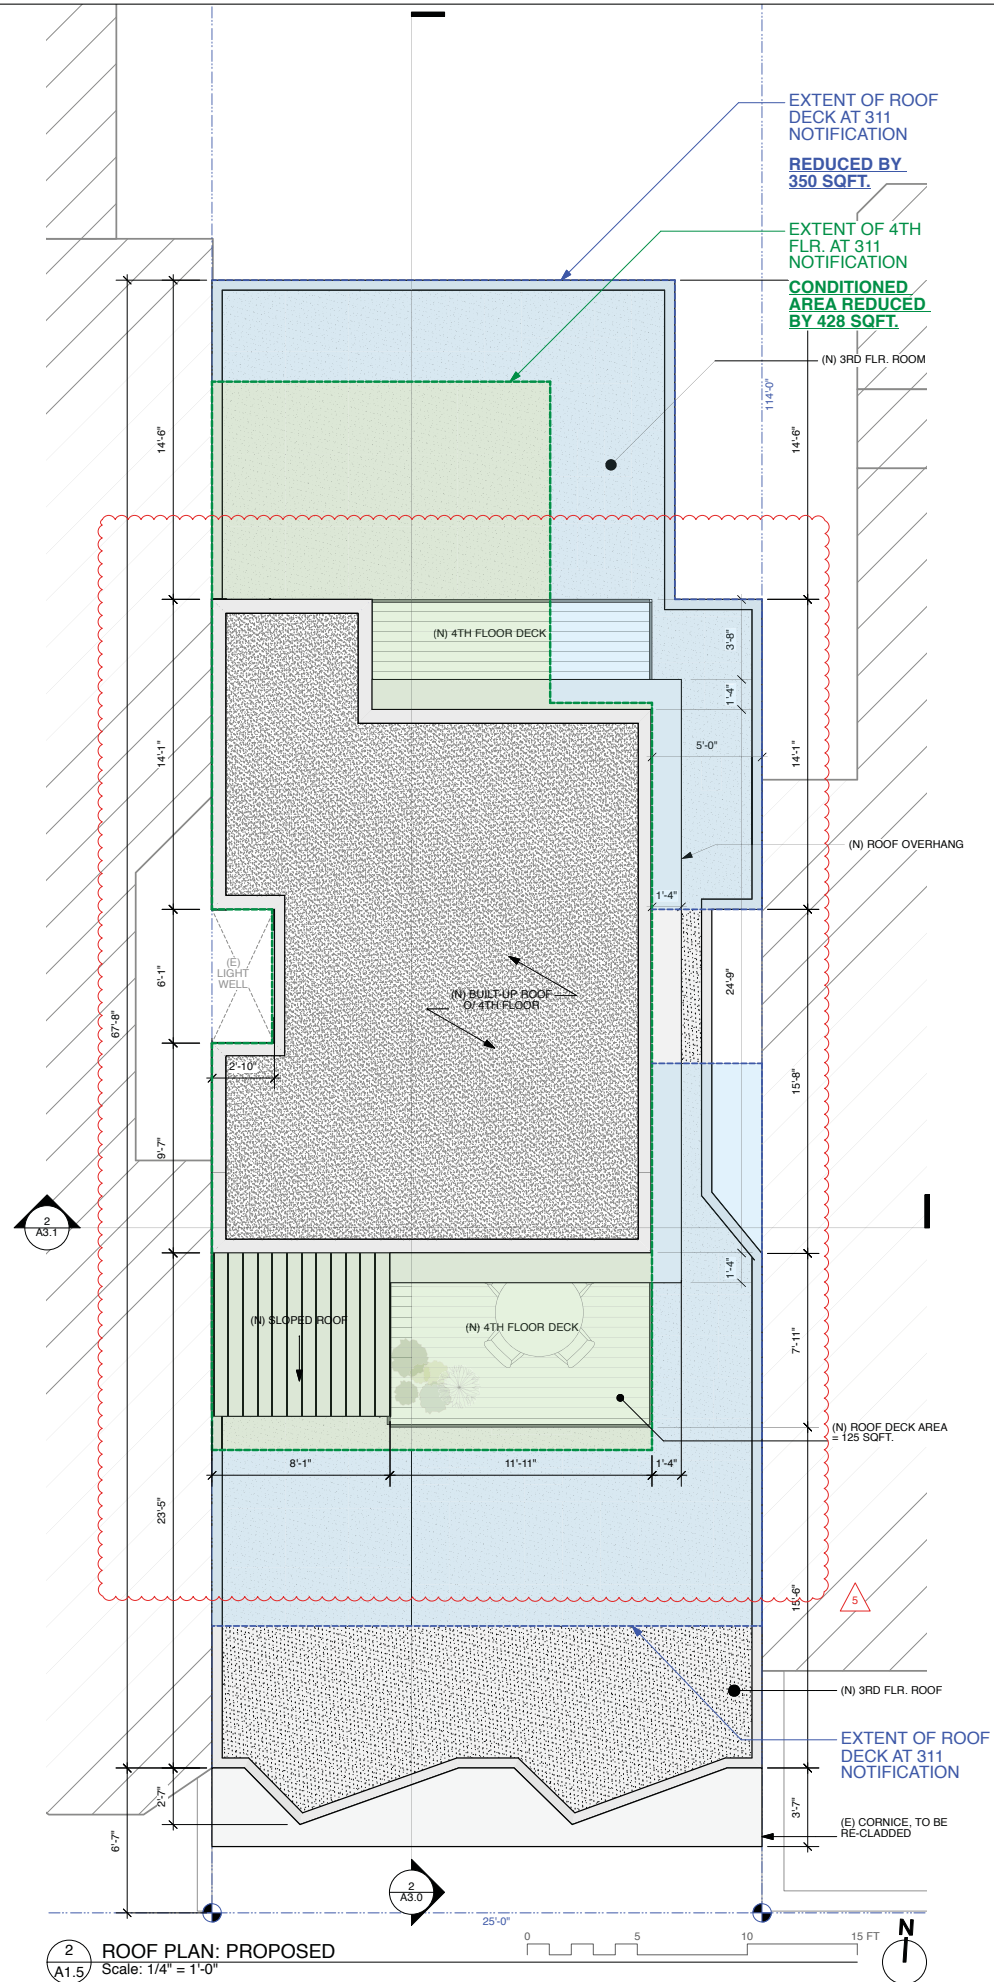 EXTENT OF ROOF
DECK AT 311
NOTIFICATION
REDUCED BY
350 SQFT.
EXTENT OF 4TH
FLR. AT 311
NOTIFICATION
CONDITIONED
AREA REDUCED
BY 428 SQFT.
(N) 3RD FLR. ROOM
114'-0"
14'-6"
14'-6"
(N) 4TH FLOOR DECK
3'-8"
1'-4"
5'-0"
14'-1"
14'-1"
(N) ROOF OVERHANG
1'-4"
(E)
LIGHT
WELL
6'-1"
67'-8"
24'-9"
(N) BUILT-UP ROOF
O/ 4TH FLOOR
2'-10"
15'-8"
9'-7"
2
A3.1
1'-4"
(N) SLOPED ROOF
(N) 4TH FLOOR DECK
7'-11"
(N) ROOF DECK AREA
= 125 SQFT.
8'-1"
11'-11"
1'-4"
23'-5"
15'-6"
5
(N) 3RD FLR. ROOF
EXTENT OF ROOF
DECK AT 311
NOTIFICATION
2'-7"
3'-7"
6'-7"
(E) CORNICE, TO BE
RE-CLADDED
2
A3.0
25'-0"
2
A1.5
ROOF PLAN: PROPOSED
Scale: 1/4" = 1'-0"
0 5 10 15 FT
N